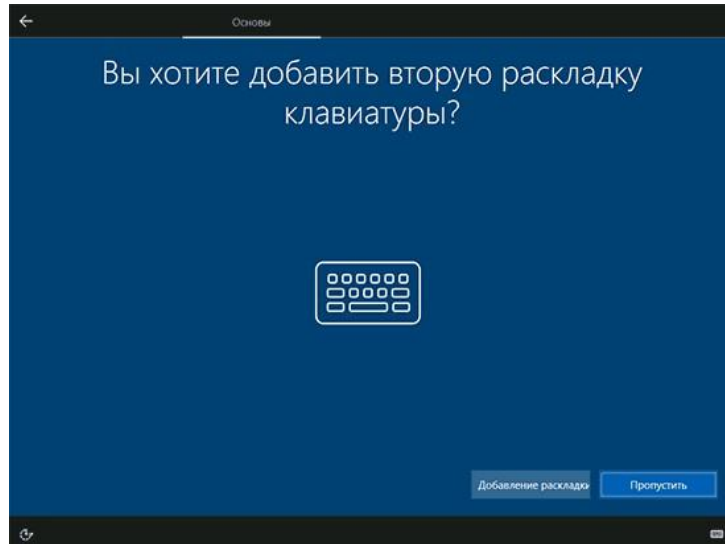 Основы
Вы хотите добавить вторую раскладку
клавиатуры?
Добавление раскладки
Пропустить